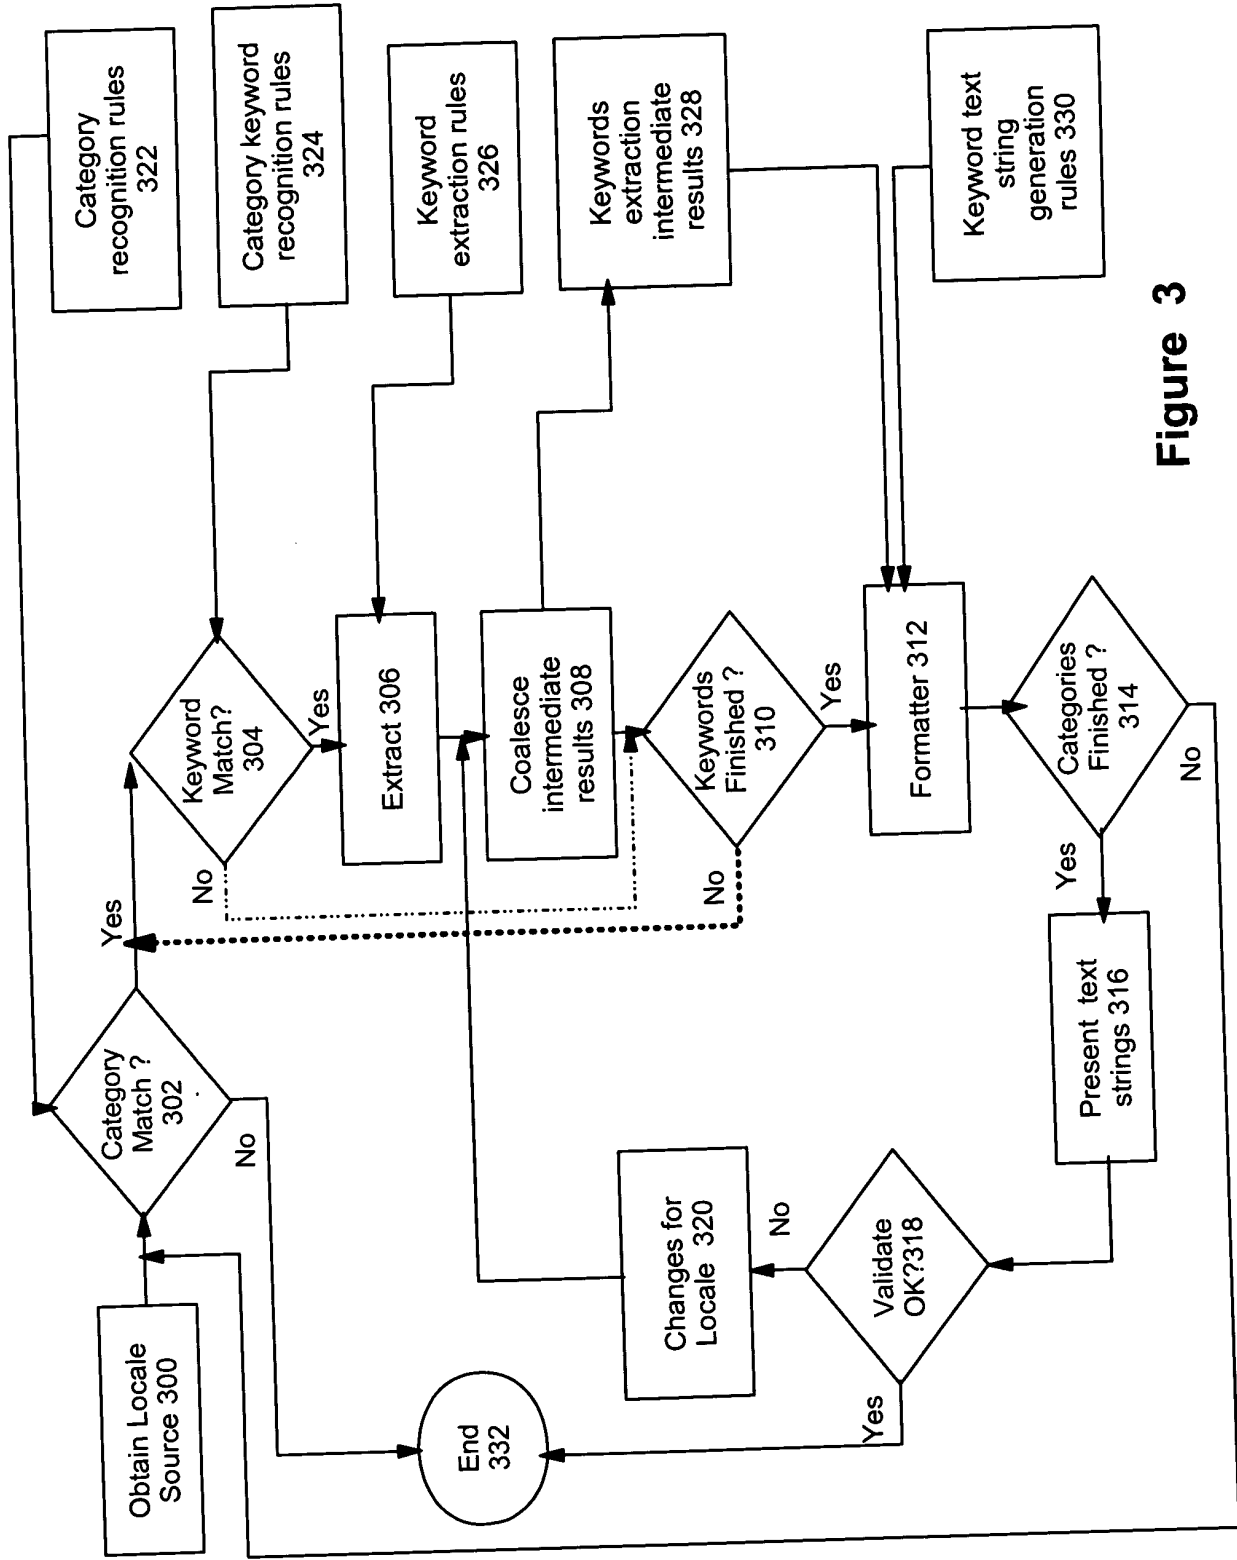 Obtain Locale
Source 300
Category
Match ?
302
Yes
No
Category
recognition rules
322
Keyword
Match?
304
Yes
No
Category keyword
recognition rules
324
Extract 306
Keyword
extraction rules
326
Coalesce
intermediate
results 308
Keywords
extraction
intermediate
results 328
Keywords
Finished ?
310
Yes
No
End
332
Changes for
Locale 320
No
Validate
OK?318
Yes
Formatter 312
Keyword text
string
generation
rules 330
Present text
strings 316
Yes
Categories
Finished ?
314
No
Figure 3